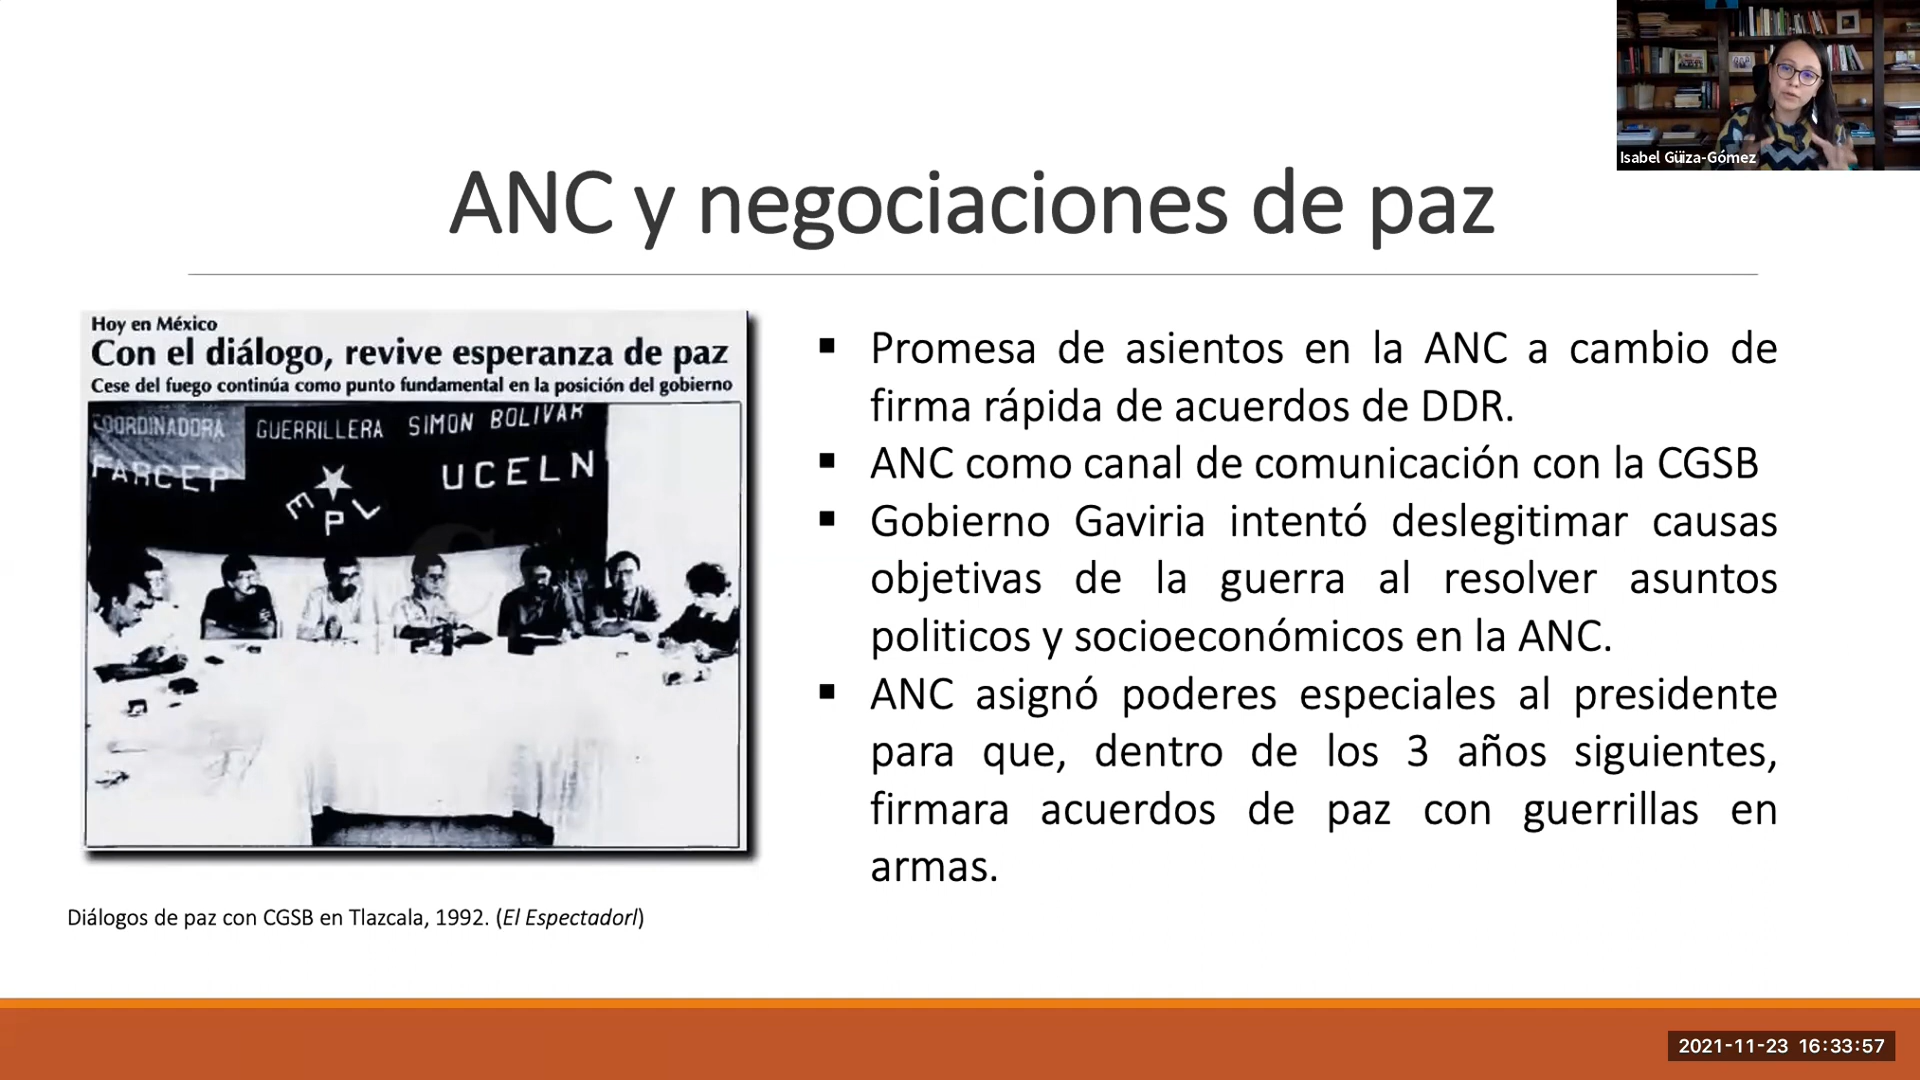 Isabel Güiza-Gómez
ANC y negociaciones de paz
Hoy en México
Con el diálogo, revive esperanza de paz
Cese del fuego continúa como punto fundamental en la posición del gobierno
COORDINADORA GUERRILLERA SIMON BOLIVAR
FARCEP UCELN
EPL
Diálogos de paz con CGSB en Tlazcala, 1992. (El Espectadorl)
▪ Promesa de asientos en la ANC a cambio de
firma rápida de acuerdos de DDR.
▪ ANC como canal de comunicación con la CGSB
▪ Gobierno Gaviria intentó deslegitimar causas
objetivas de la guerra al resolver asuntos
politicos y socioeconómicos en la ANC.
▪ ANC asignó poderes especiales al presidente
para que, dentro de los 3 años siguientes,
firmara acuerdos de paz con guerrillas en
armas.
2021-11-23 16:33:57